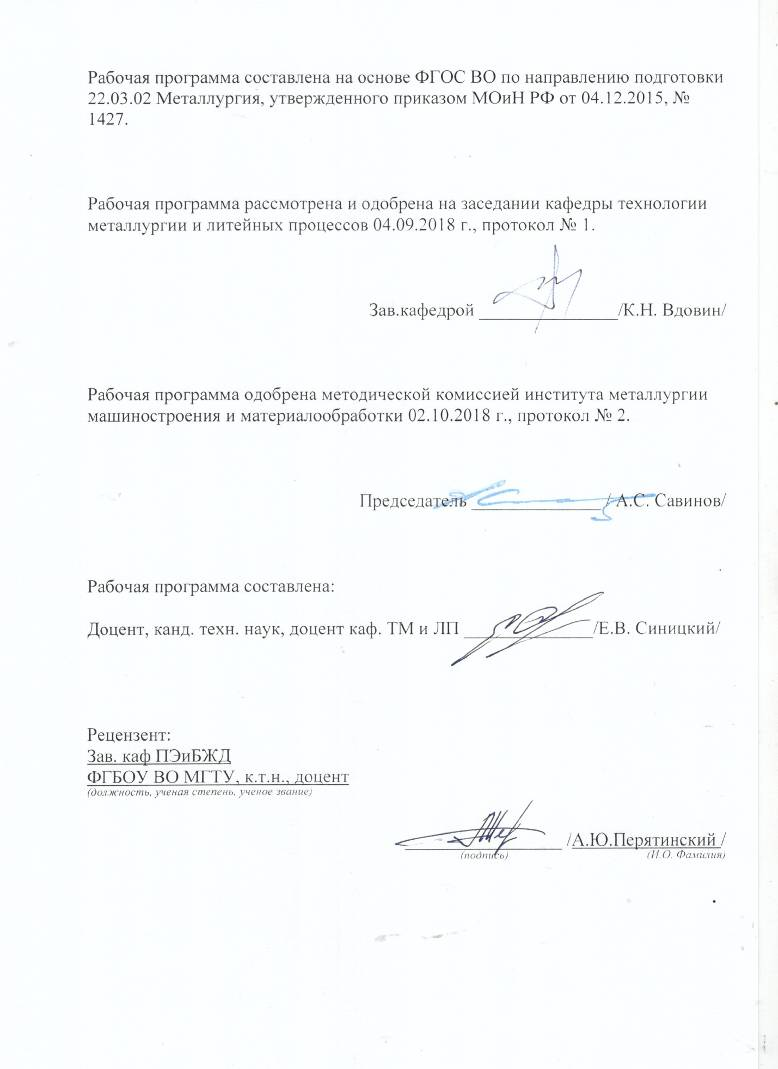 Рабочая программа составлена на основе ФГОС ВО по направлению подготовки
22.03.02 Металлургия, утвержденного приказом МОиН РФ от 04.12.2015, №
1427.
Рабочая программа рассмотрена и одобрена на заседании кафедры технологии
металлургии и литейных процессов 04.09.2018 г., протокол № 1.
Зав.кафедрой _______________/К.Н. Вдовин/
Рабочая программа одобрена методической комиссией института металлургии
машиностроения и материалообработки 02.10.2018 г., протокол № 2.
Председатель ______________/ А.С. Савинов/
Рабочая программа составлена:
Доцент, канд. техн. наук, доцент каф. ТМ и ЛП ______________/Е.В. Синицкий/
Рецензент:
Зав. каф ПЭиБЖД
ФГБОУ ВО МГТУ, к.т.н., доцент
(должность, ученая степень, ученое звание)
_________________ /А.Ю.Перятинский /
(подпись) (И.О. Фамилия)